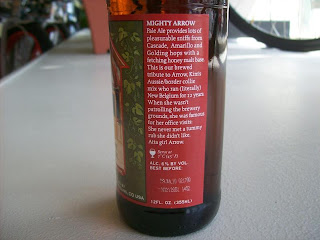 MIGHTY ARROW
Pale Ale provides lots of
pleasurable sniffs from
Cascade, Amarillo and
Golding hops with a
fetching honey malt base.
This is our brewed
tribute to Arrow, Kim's
Aussie/border collie
mix who ran (literally)
New Belgium for 12 years.
When she wasn't
patrolling the brewery
grounds, she was famous
for her office visits.
She never met a tummy
rub she didn't like.
Atta girl Arrow.
ALC. 6% BY VOL.
BEST BEFORE
12FL. OZ. (355ML)
CO USA